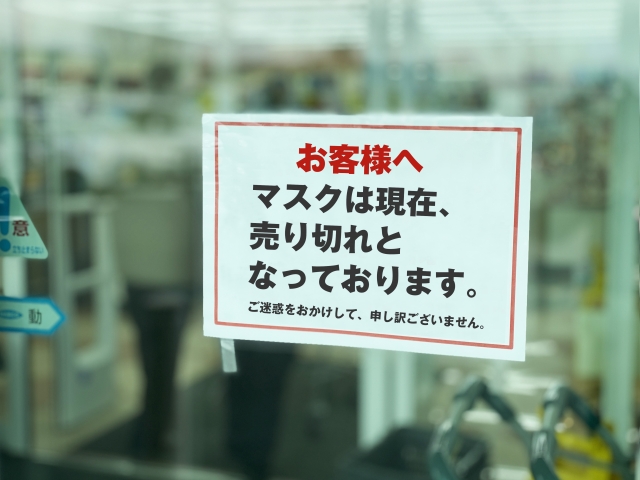 お客様へ
マスクは現在、
売り切れと
なっております。
ご迷惑をおかけして、申し訳ございません。
意
動